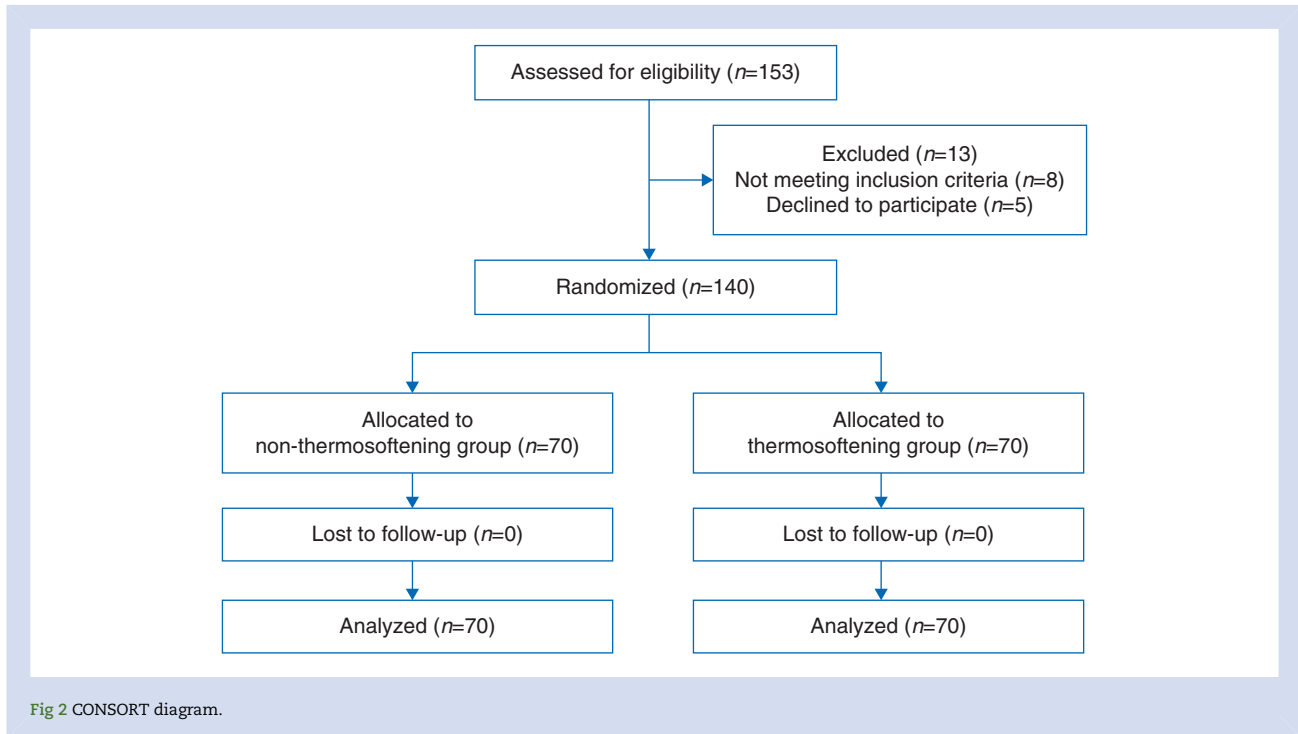 Assessed for eligibility (n=153)
Excluded (n=13)
Not meeting inclusion criteria (n=8)
Declined to participate (n=5)
Randomized (n=140)
Allocated to
non-thermosoftening group (n=70)
Allocated to
thermosoftening group (n=70)
Lost to follow-up (n=0)
Lost to follow-up (n=0)
Analyzed (n=70)
Analyzed (n=70)
Fig 2 CONSORT diagram.